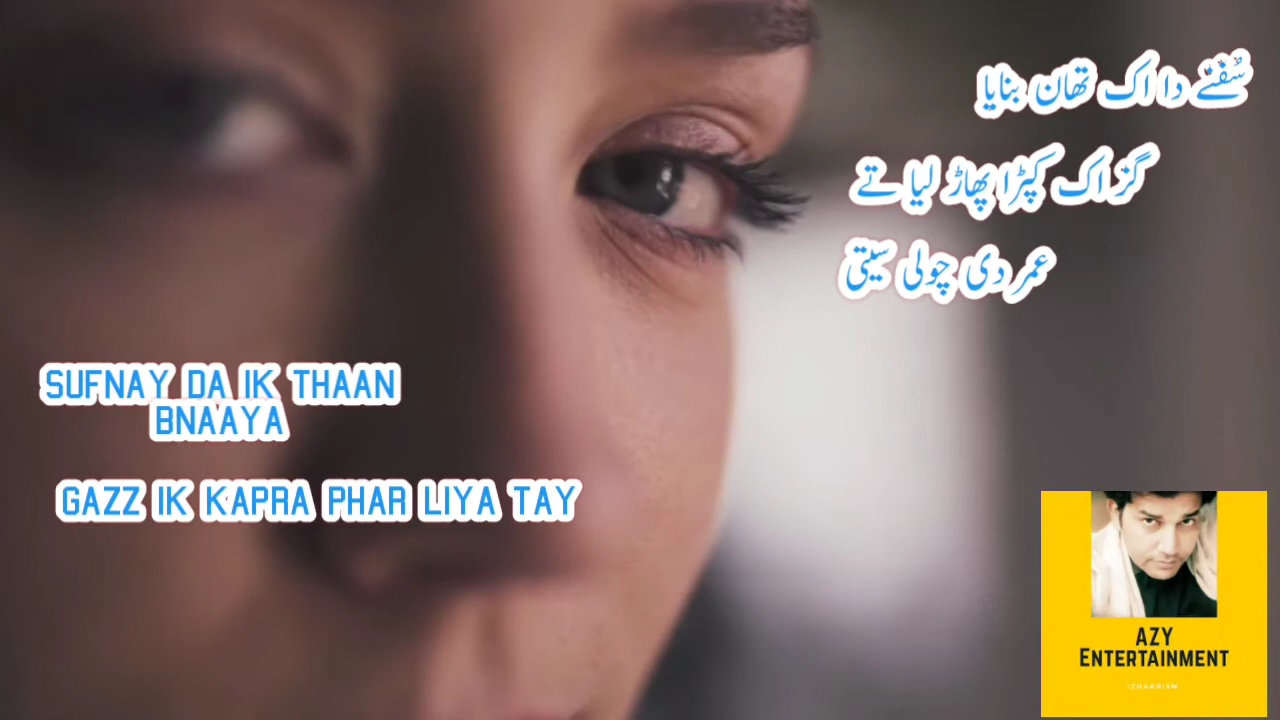 سُفنے دا اک تھان بنایا
گز اک کپڑا پھاڑ لیا تے
عمر دی چولی سیتی
SUFNAY DA IK THAAN
BNAAYA
GAZZ IK KAPRA PHAR LIYA TAY
AZY
ENTERTAINMENT
IZHAARISM